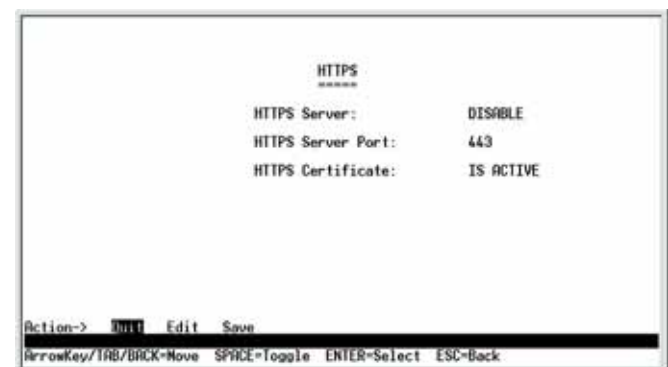 HTTPS
=====
HTTPS Server: DISABLE
HTTPS Server Port: 443
HTTPS Certificate: IS ACTIVE
Action-> Quit Edit Save
ArrowKey/TAB/BACK=Move SPACE=Toggle ENTER=Select ESC=Back